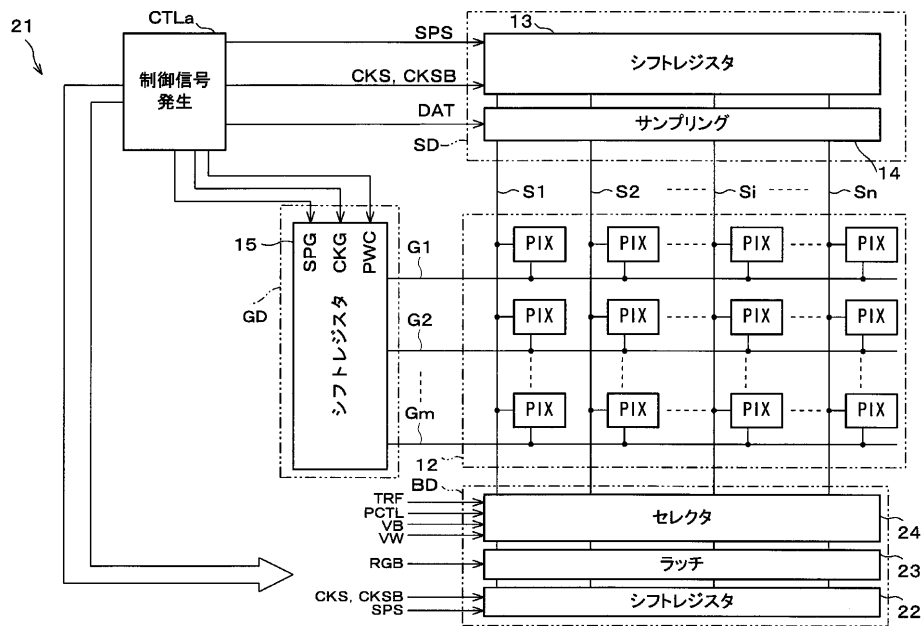 21
CTLa
制御信号
発生
SPS
CKS, CKSB
DAT
13
シフトレジスタ
サンプリング
SD
14
S1
S2
Si
Sn
15
SPG
CKG
PWC
シフトレジスタ
GD
G1
PIX
PIX
PIX
PIX
G2
PIX
PIX
PIX
PIX
Gm
PIX
PIX
PIX
PIX
12
BD
TRF
PCTL
VB
VW
セレクタ
24
RGB
ラッチ
23
CKS, CKSB
SPS
シフトレジスタ
22